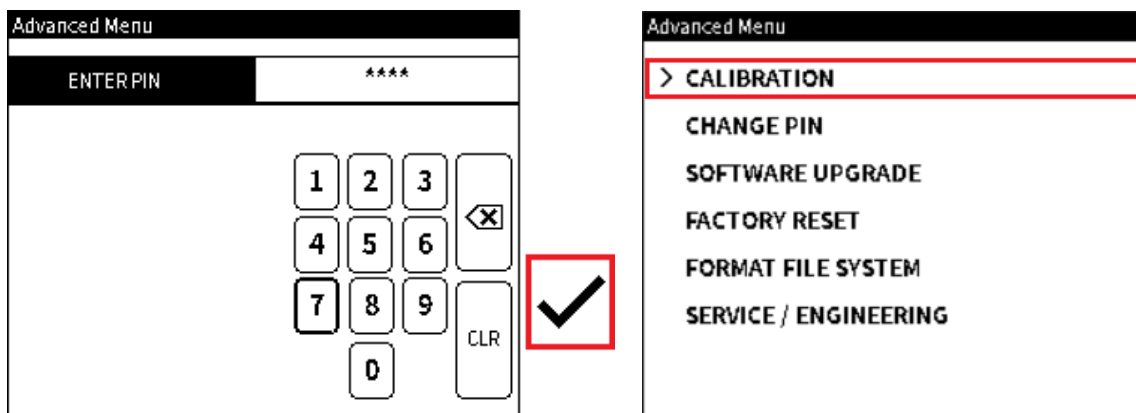 Advanced Menu
ENTER PIN
****
1 2 3
4 5 6
7 8 9
CLR
0
Advanced Menu
> CALIBRATION
CHANGE PIN
SOFTWARE UPGRADE
FACTORY RESET
FORMAT FILE SYSTEM
SERVICE / ENGINEERING